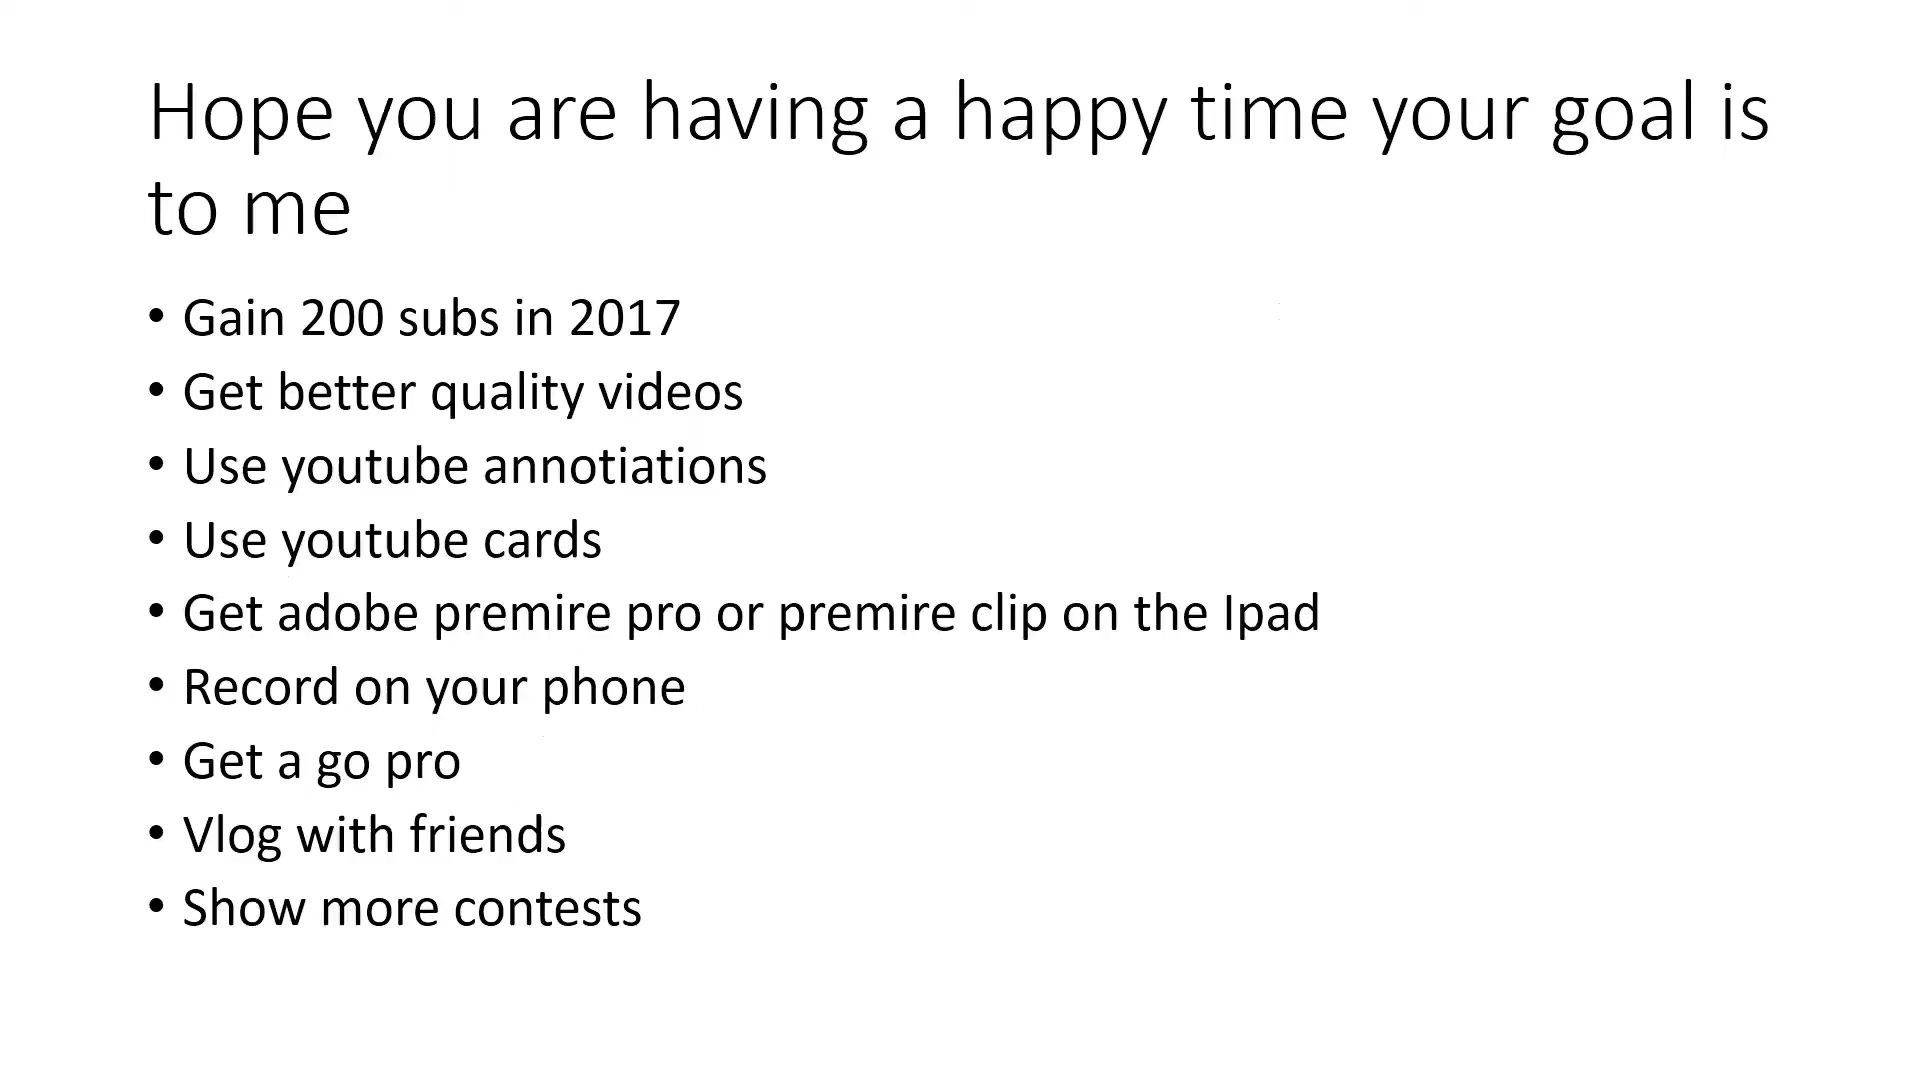 Hope you are having a happy time your goal is
to me
• Gain 200 subs in 2017
• Get better quality videos
• Use youtube annotiations
• Use youtube cards
• Get adobe premire pro or premire clip on the Ipad
• Record on your phone
• Get a go pro
• Vlog with friends
• Show more contests